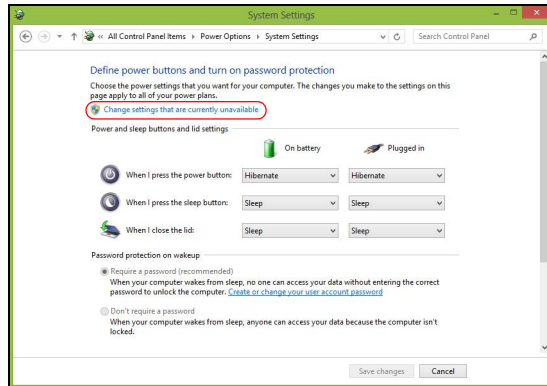 System Settings
« All Control Panel Items ▸ Power Options ▸ System Settings
Search Control Panel
Define power buttons and turn on password protection
Choose the power settings that you want for your computer. The changes you make to the settings on this
page apply to all of your power plans.
Change settings that are currently unavailable
Power and sleep buttons and lid settings
On battery Plugged in
When I press the power button: Hibernate Hibernate
When I press the sleep button: Sleep Sleep
When I close the lid: Sleep Sleep
Password protection on wakeup
Require a password (recommended)
When your computer wakes from sleep, no one can access your data without entering the correct
password to unlock the computer. Create or change your user account password
Don't require a password
When your computer wakes from sleep, anyone can access your data because the computer isn't
locked.
Save changes Cancel